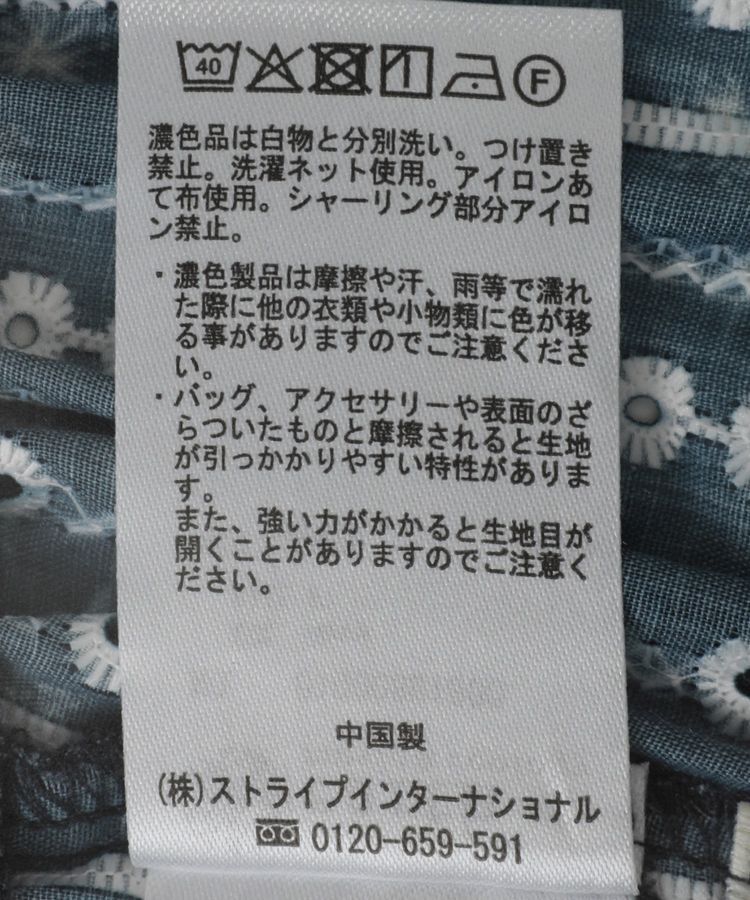 40 F
濃色品は白物と分別洗い。つけ置き
禁止。洗濯ネット使用。アイロンあ
て布使用。シャーリング部分アイロ
ン禁止。
・濃色製品は摩擦や汗、雨等で濡れ
た際に他の衣類や小物類に色が移
る事がありますのでご注意くださ
い。
・バッグ、アクセサリーや表面のざ
らついたものと摩擦されると生地
が引っかかりやすい特性がありま
す。
また、強い力がかかると生地目が
開くことがありますのでご注意く
ださい。
中国製
(株)ストライプインターナショナル
0120-659-591